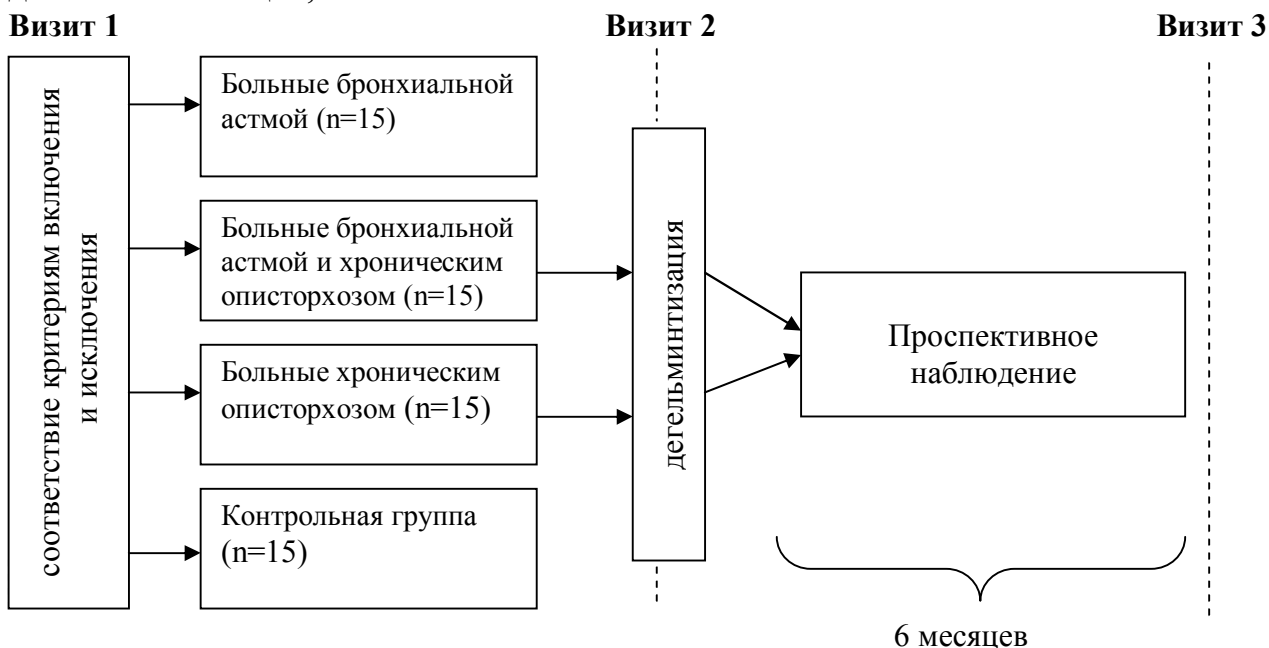 Визит 1
Визит 2
Визит 3
соответствие критериям включения
и исключения
Больные бронхиальной
астмой (n=15)
Больные бронхиальной
астмой и хроническим
описторхозом (n=15)
Больные хроническим
описторхозом (n=15)
Контрольная группа
(n=15)
дегельминтизация
Проспективное
наблюдение
6 месяцев